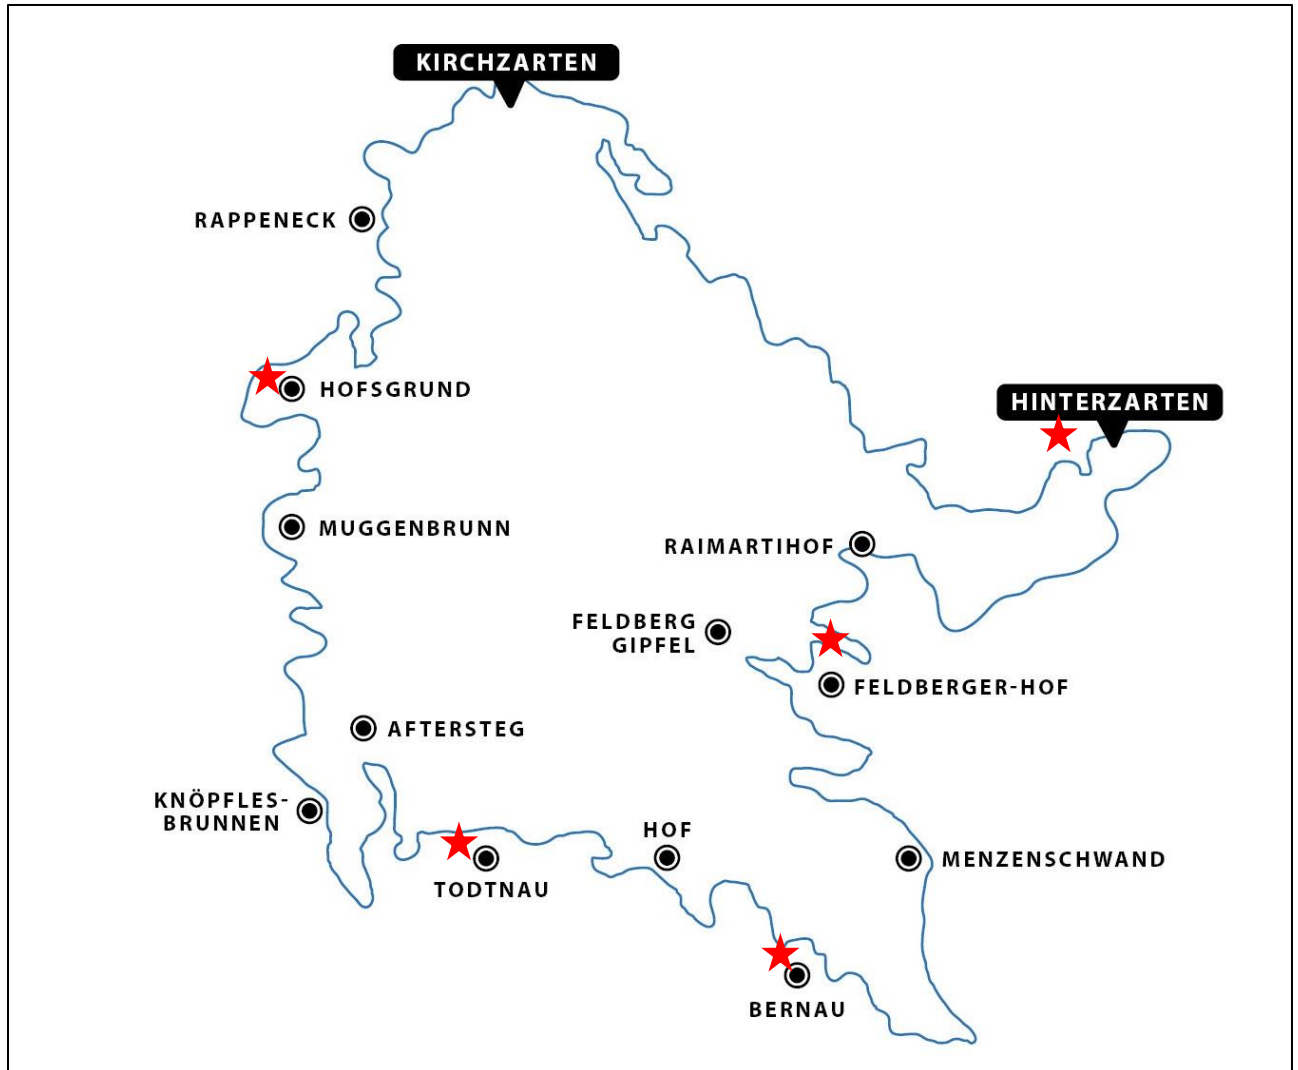 KIRCHZARTEN
RAPPENECK
HOFSGRUND
HINTERZARTEN
MUGGENBRUNN
RAIMARTIHOF
FELDBERG
GIPFEL
FELDBERGER-HOF
AFTERSTEG
KNÖPFLES-
BRUNNEN
HOF
MENZENSCHWAND
TODTNAU
BERNAU